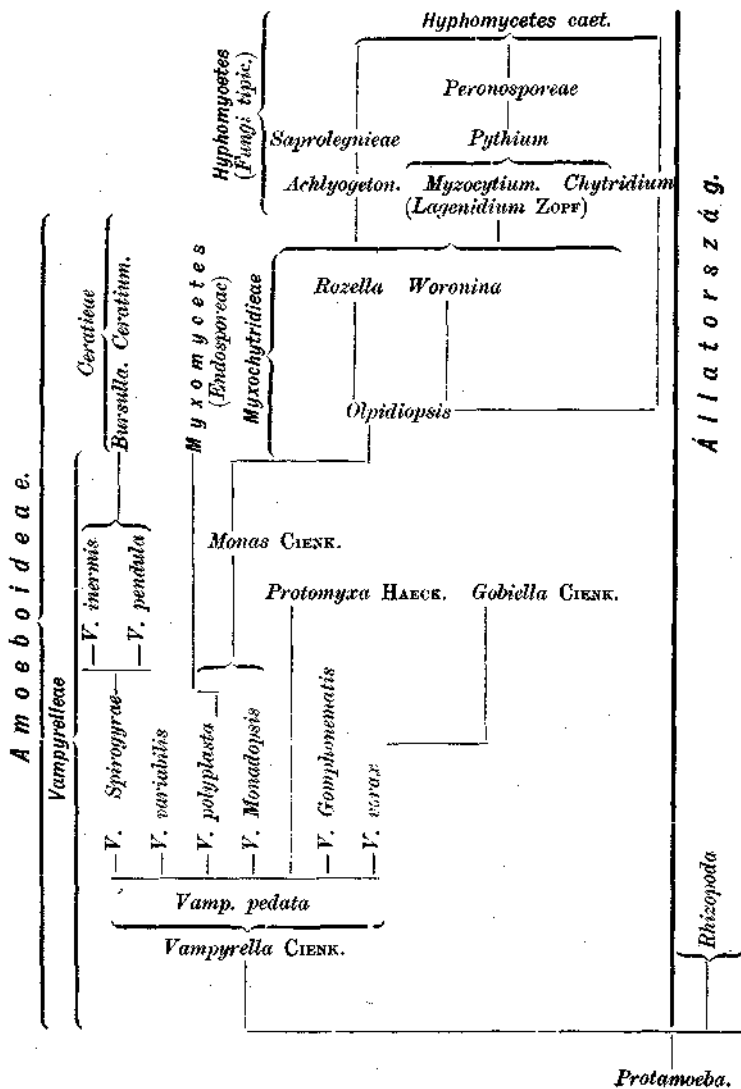 Hyphomycetes caet.
Hyphomycetes
(Fungi tipic.)
Peronosporeae
Saprolegnieae
Pythium
Achlyogeton.
Myzocytium.
(Lagenidium ZOPF)
Chytridium
Állatország.
Amoeboideae.
Ceratieae
Bursulla. Ceratium.
Myxomycetes
(Endosporeae)
Myxochytridieae
Rozella
Woronina
Olpidiopsis
Vampyrelleae
V. inermis
V. pendula
Monas CIENK.
Protomyxa HAECK.
Gobiella CIENK.
V. Spirogyrae
V. variabilis
V. polyplasta
V. Monadopsis
V. Gomphonematis
V. vorax
Vamp. pedata
Vampyrella CIENK.
Rhizopoda
Protamoeba.